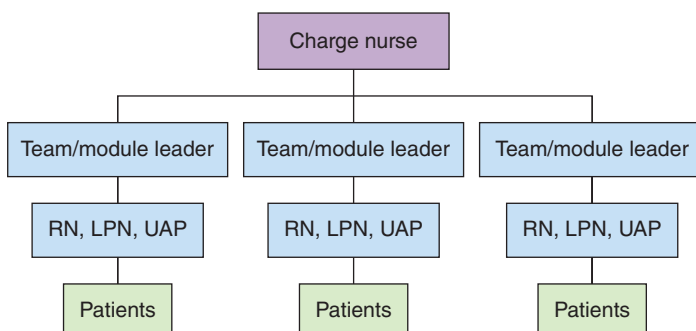 Charge nurse
Team/module leader
Team/module leader
Team/module leader
RN, LPN, UAP
RN, LPN, UAP
RN, LPN, UAP
Patients
Patients
Patients